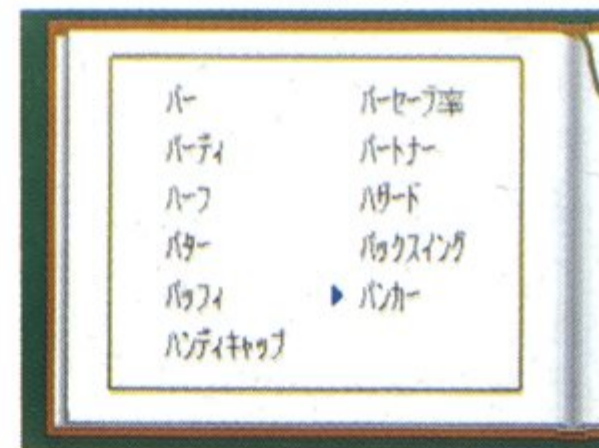 パー パーセーブ率
バーディ パートナー
ハーフ ハザード
パター バックスイング
バッフィ ▶ バンカー
ハンディキャップ